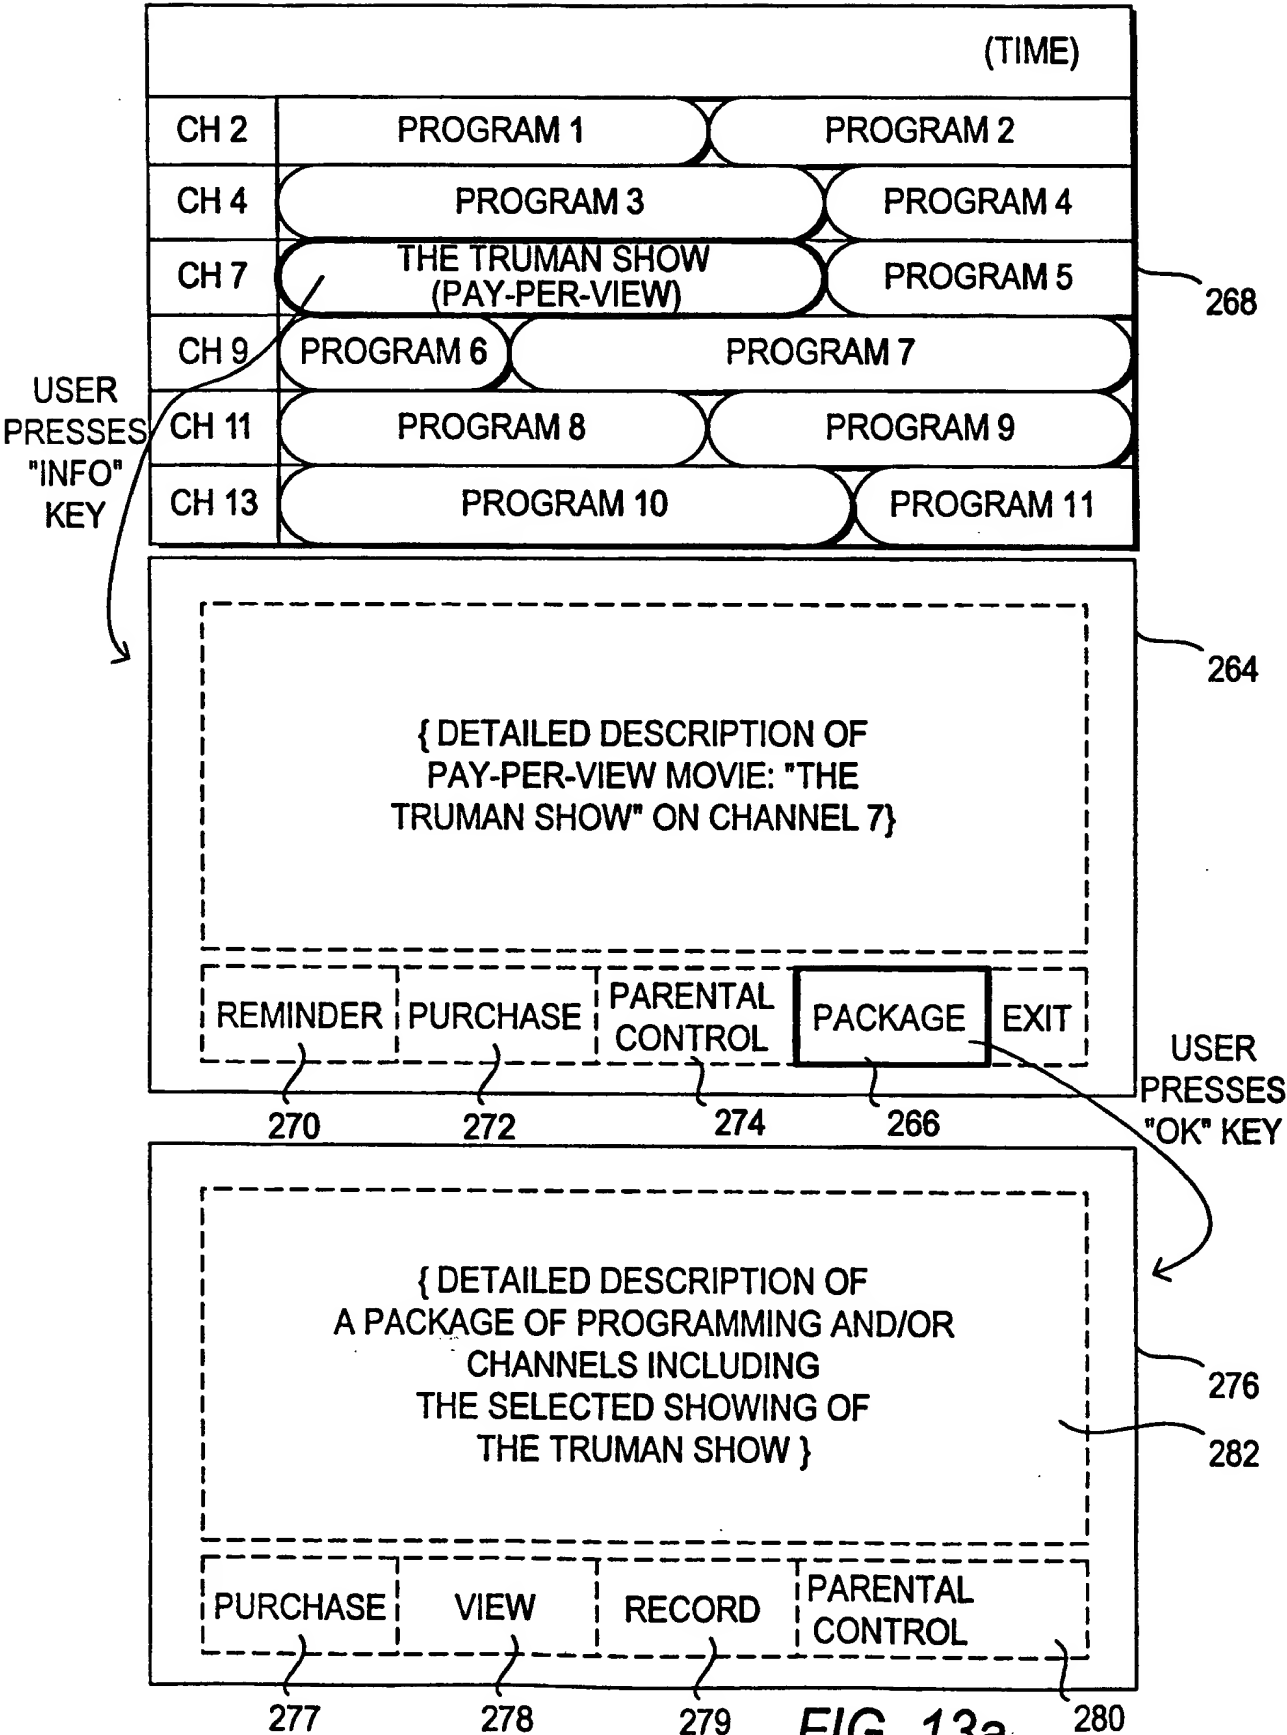 (TIME)
CH 2 PROGRAM 1 PROGRAM 2
CH 4 PROGRAM 3 PROGRAM 4
CH 7 THE TRUMAN SHOW
(PAY-PER-VIEW) PROGRAM 5
268
CH 9 PROGRAM 6 PROGRAM 7
CH 11 PROGRAM 8 PROGRAM 9
CH 13 PROGRAM 10 PROGRAM 11
USER
PRESSES
"INFO"
KEY
264
{ DETAILED DESCRIPTION OF
PAY-PER-VIEW MOVIE: "THE
TRUMAN SHOW" ON CHANNEL 7}
REMINDER PURCHASE PARENTAL
CONTROL PACKAGE EXIT
270 272 274 266
USER
PRESSES
"OK" KEY
{ DETAILED DESCRIPTION OF
A PACKAGE OF PROGRAMMING AND/OR
CHANNELS INCLUDING
THE SELECTED SHOWING OF
THE TRUMAN SHOW }
276
282
PURCHASE VIEW RECORD PARENTAL
CONTROL
277 278 279 280
FIG. 13a